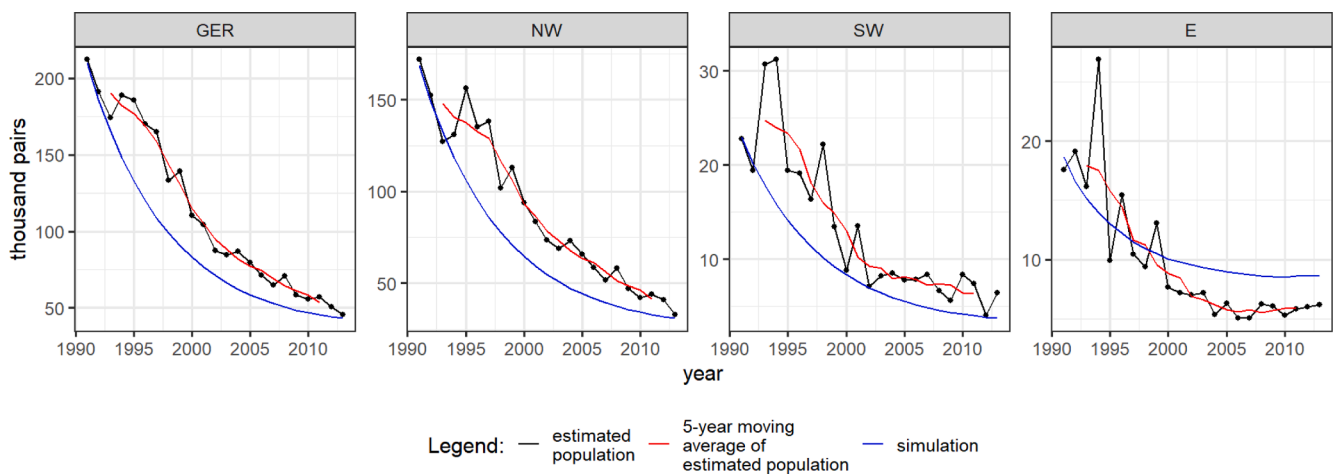 GER
NW
SW
E
thousand pairs
200
150
100
50
150
100
50
30
20
10
20
10
1990 1995 2000 2005 2010
1990 1995 2000 2005 2010
1990 1995 2000 2005 2010
1990 1995 2000 2005 2010
year
Legend:
estimated
population
5-year moving
average of
estimated population
simulation